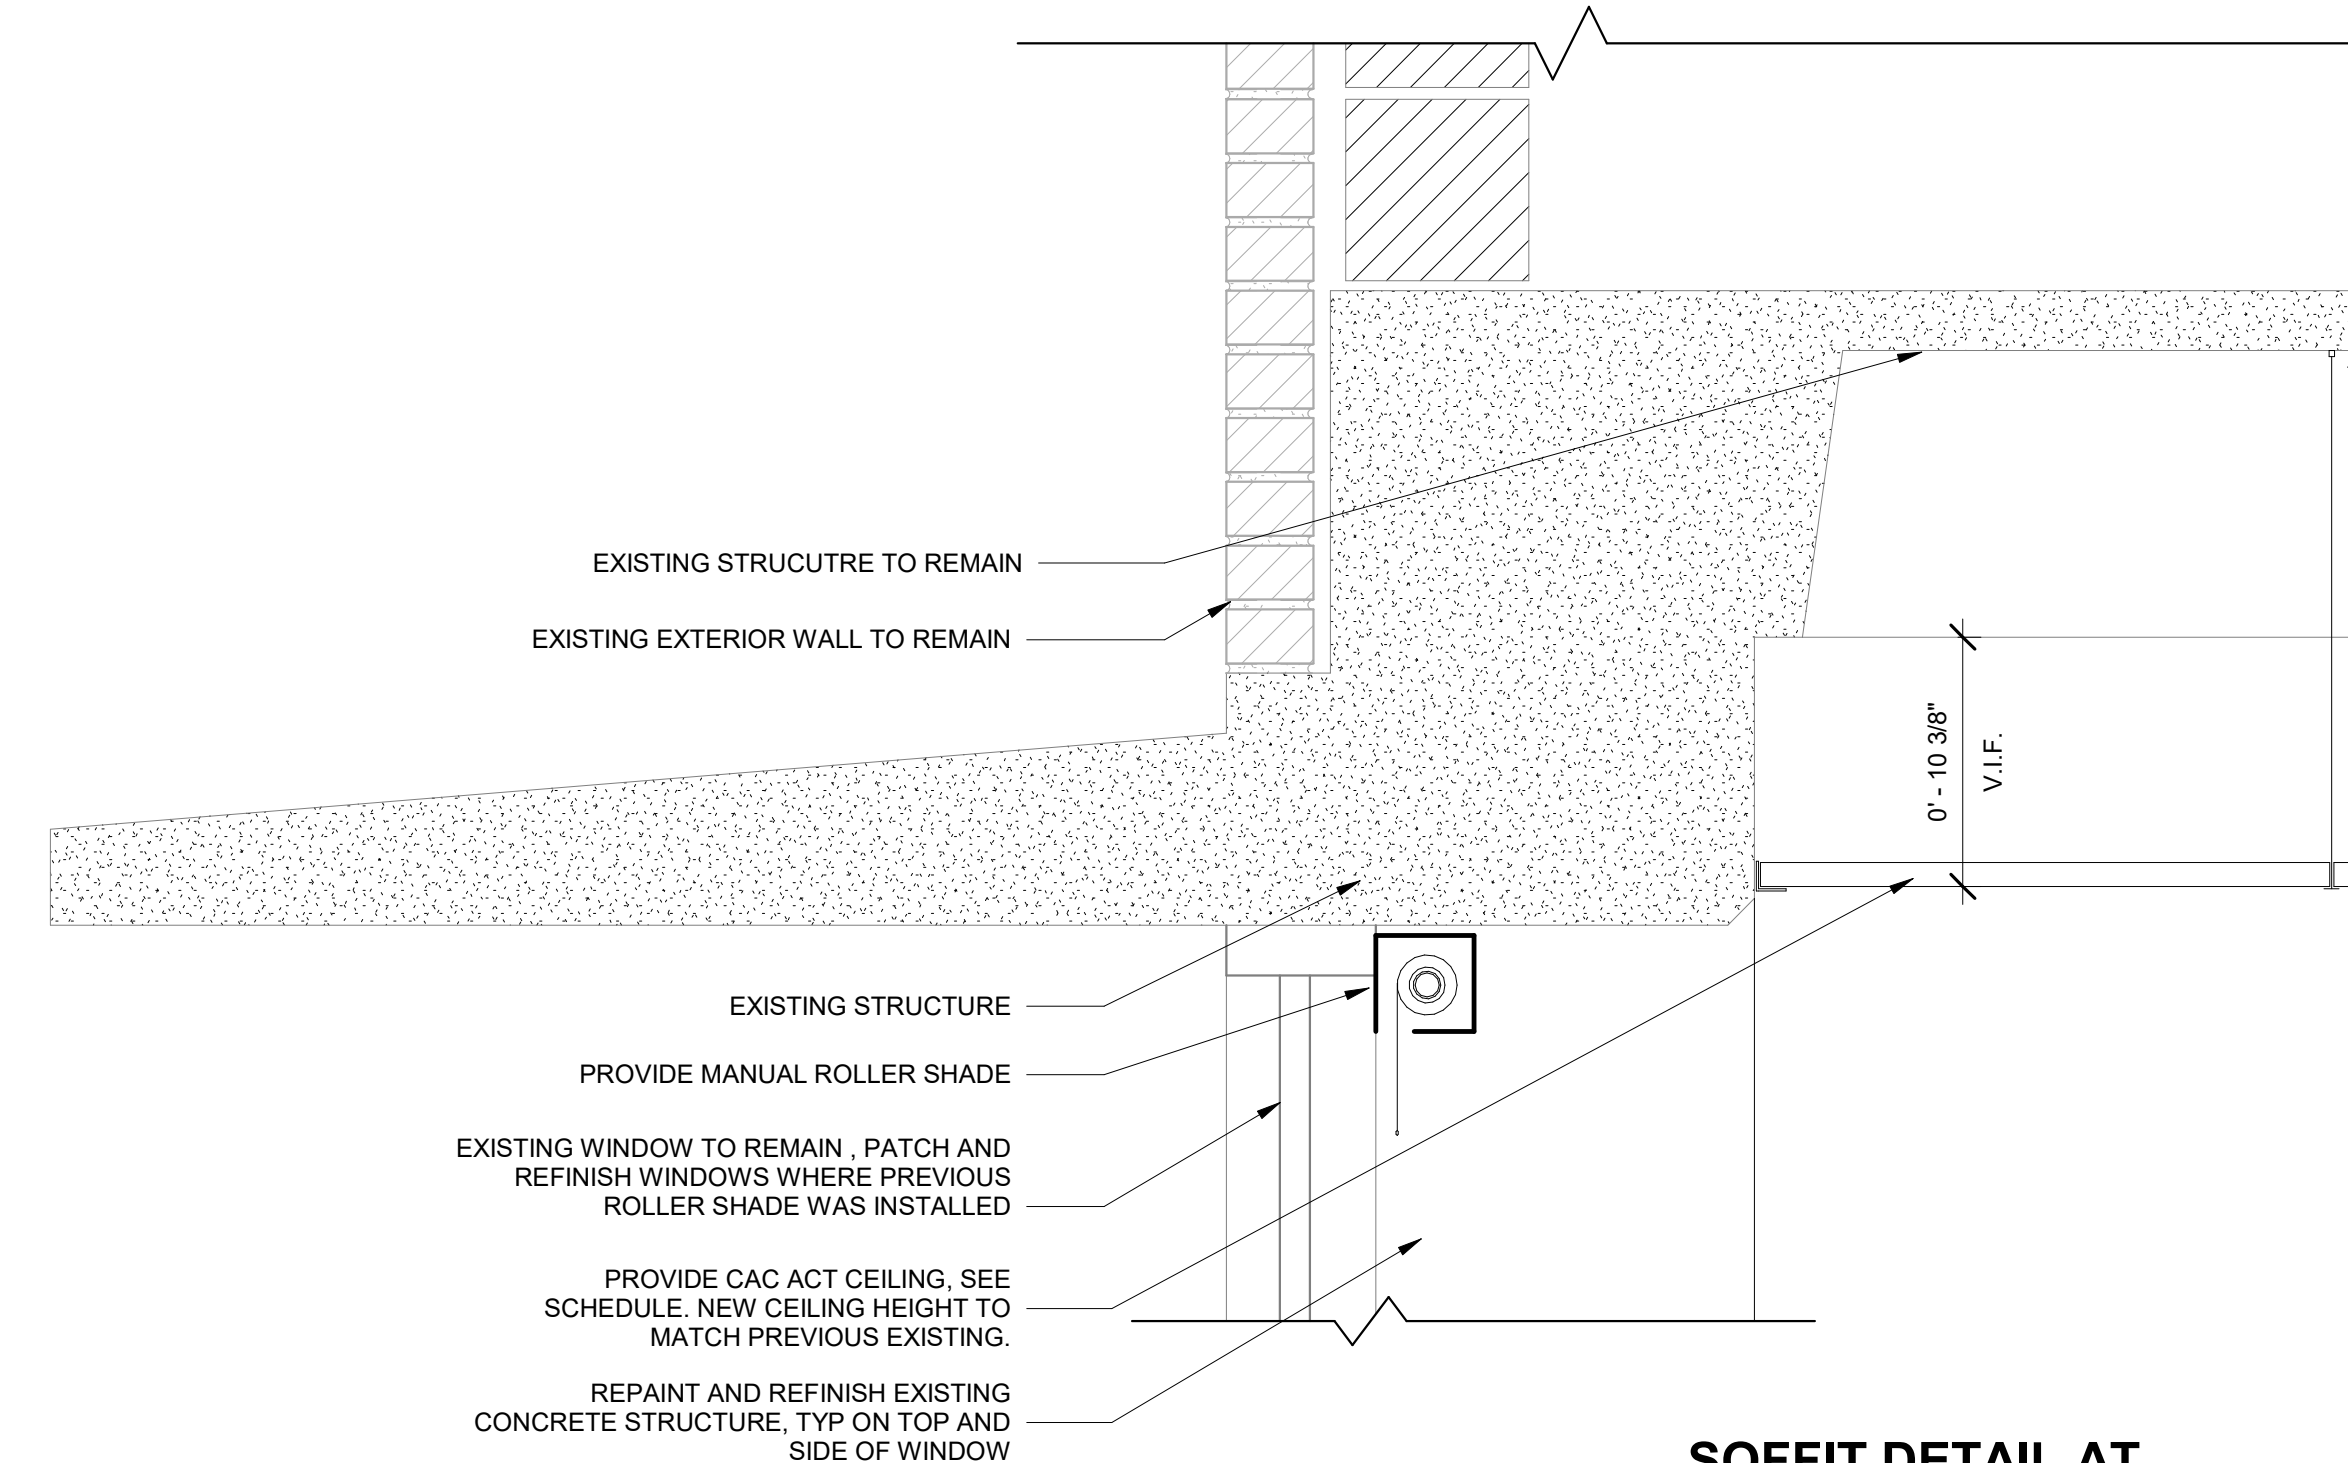 EXISTING STRUCUTRE TO REMAIN
EXISTING EXTERIOR WALL TO REMAIN
0' - 10 3/8"
V.I.F.
EXISTING STRUCTURE
PROVIDE MANUAL ROLLER SHADE
EXISTING WINDOW TO REMAIN , PATCH AND
REFINISH WINDOWS WHERE PREVIOUS
ROLLER SHADE WAS INSTALLED
PROVIDE CAC ACT CEILING, SEE
SCHEDULE. NEW CEILING HEIGHT TO
MATCH PREVIOUS EXISTING.
REPAINT AND REFINISH EXISTING
CONCRETE STRUCTURE, TYP ON TOP AND
SIDE OF WINDOW
SOFFIT DETAIL AT